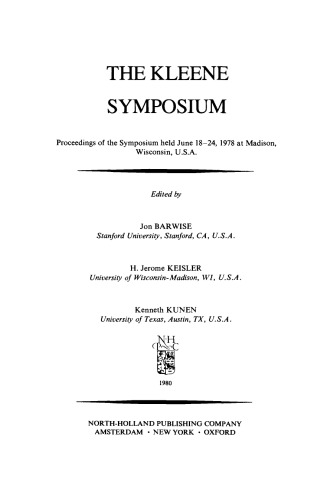 THE KLEENE
SYMPOSIUM
Proceedings of the Symposium held June 18–24, 1978 at Madison,
Wisconsin, U.S.A.
Edited by
Jon BARWISE
Stanford University, Stanford, CA, U.S.A.
H. Jerome KEISLER
University of Wisconsin-Madison, WI, U.S.A.
Kenneth KUNEN
University of Texas, Austin, TX, U.S.A.
1980
NORTH-HOLLAND PUBLISHING COMPANY
AMSTERDAM · NEW YORK · OXFORD